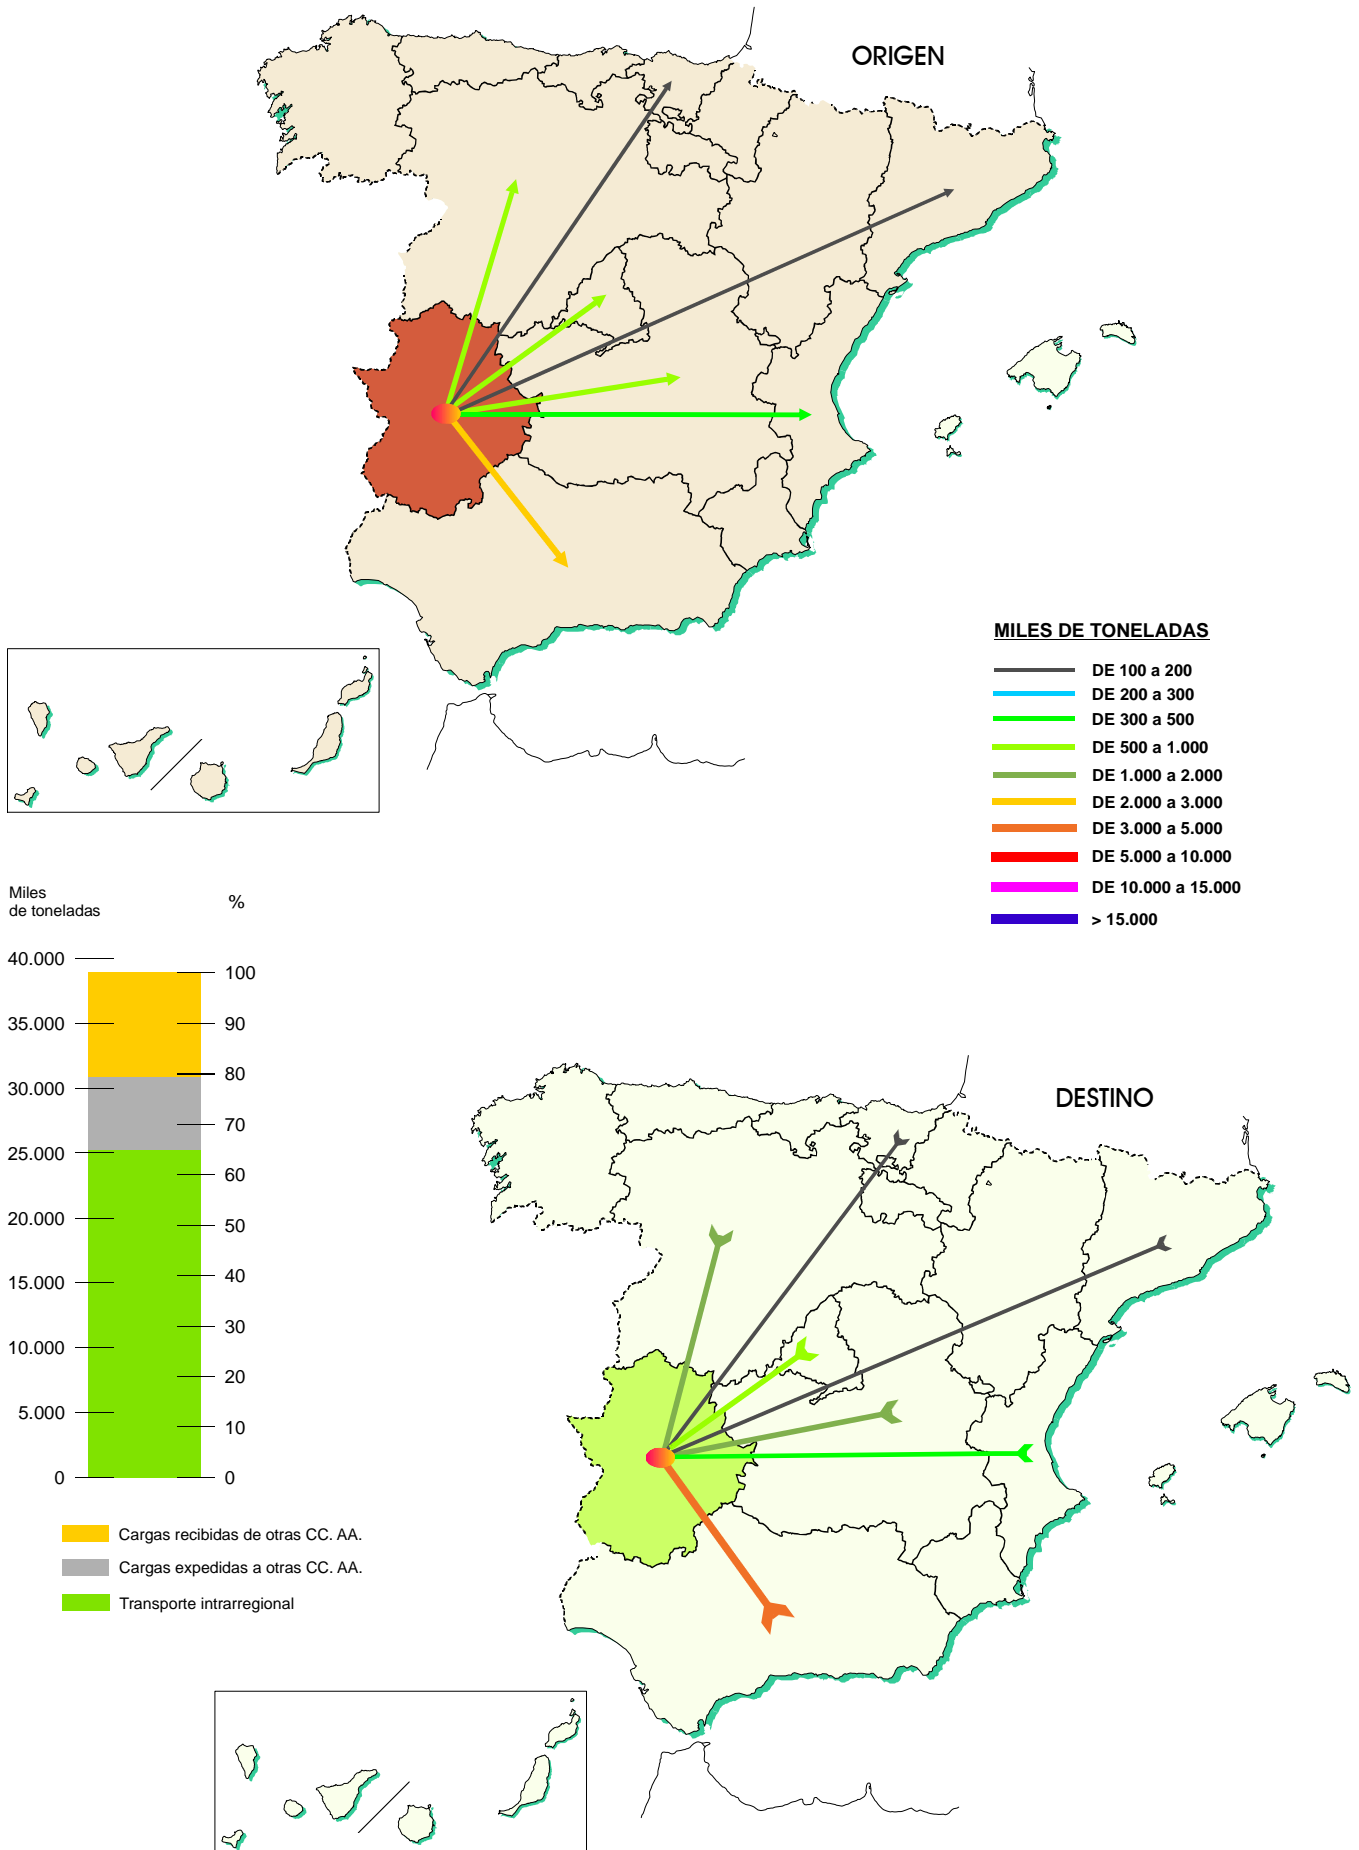 ORIGEN
MILES DE TONELADAS
DE 100 a 200
DE 200 a 300
DE 300 a 500
DE 500 a 1.000
DE 1.000 a 2.000
DE 2.000 a 3.000
DE 3.000 a 5.000
DE 5.000 a 10.000
DE 10.000 a 15.000
> 15.000
Miles
de toneladas
%
40.000
100
35.000
90
80
30.000
70
25.000
60
20.000
50
15.000
40
30
10.000
20
5.000
10
0
0
Cargas recibidas de otras CC. AA.
Cargas expedidas a otras CC. AA.
Transporte intrarregional
DESTINO